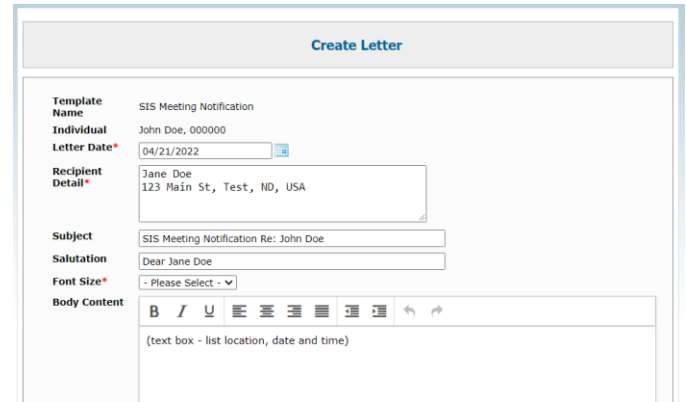 Create Letter
Template Name SIS Meeting Notification
Individual John Doe, 000000
Letter Date* 04/21/2022
Recipient Detail* Jane Doe
123 Main St, Test, ND, USA
Subject SIS Meeting Notification Re: John Doe
Salutation Dear Jane Doe
Font Size* - Please Select -
Body Content B I U
(text box - list location, date and time)